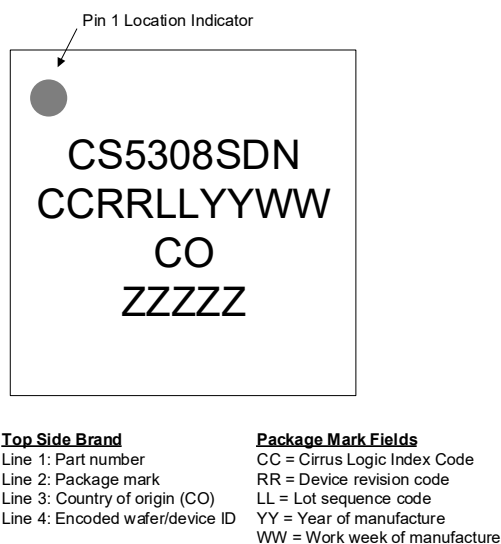 Pin 1 Location Indicator
CS5308SDN
CCRRLLYYWW
CO
ZZZZZ
Top Side Brand
Line 1: Part number
Line 2: Package mark
Line 3: Country of origin (CO)
Line 4: Encoded wafer/device ID
Package Mark Fields
CC = Cirrus Logic Index Code
RR = Device revision code
LL = Lot sequence code
YY = Year of manufacture
WW = Work week of manufacture